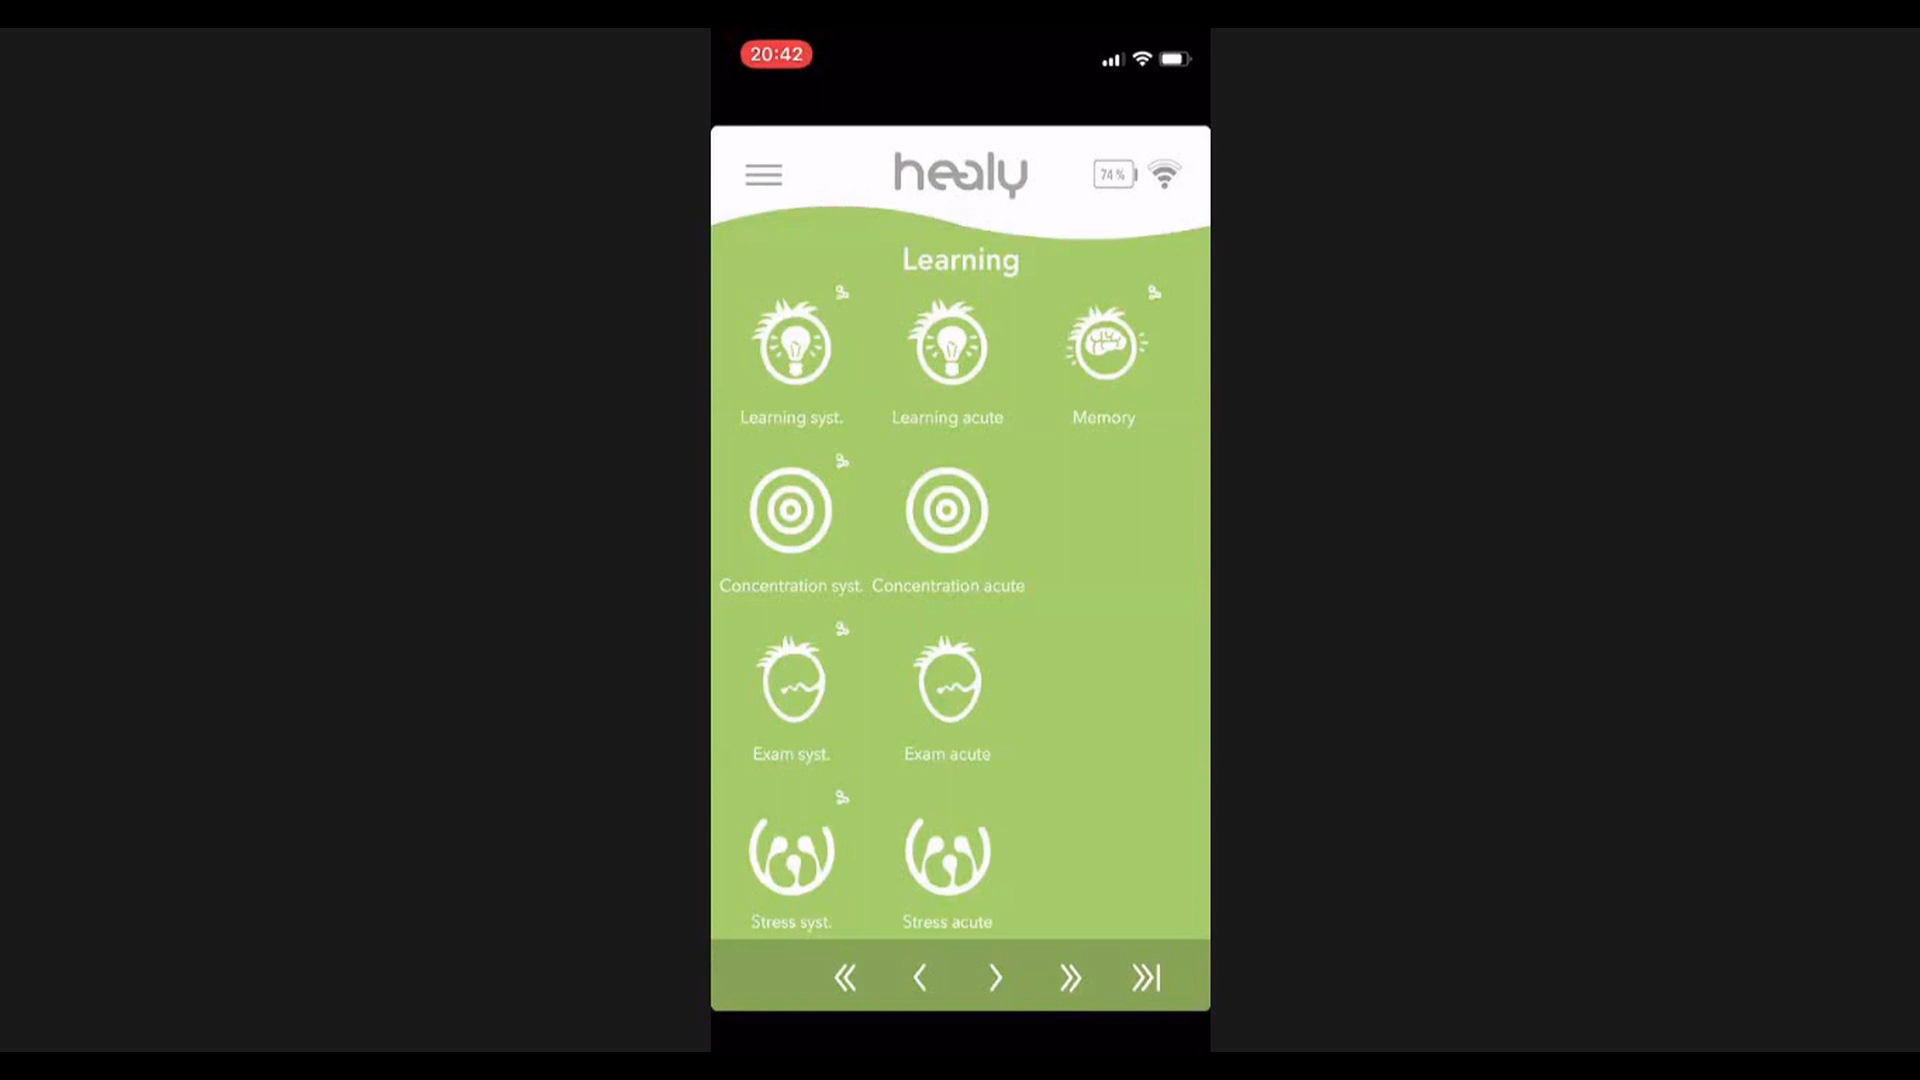 20:42
healy
74%
Learning
Learning syst. Learning acute Memory
Concentration syst. Concentration acute
Exam syst. Exam acute
Stress syst. Stress acute